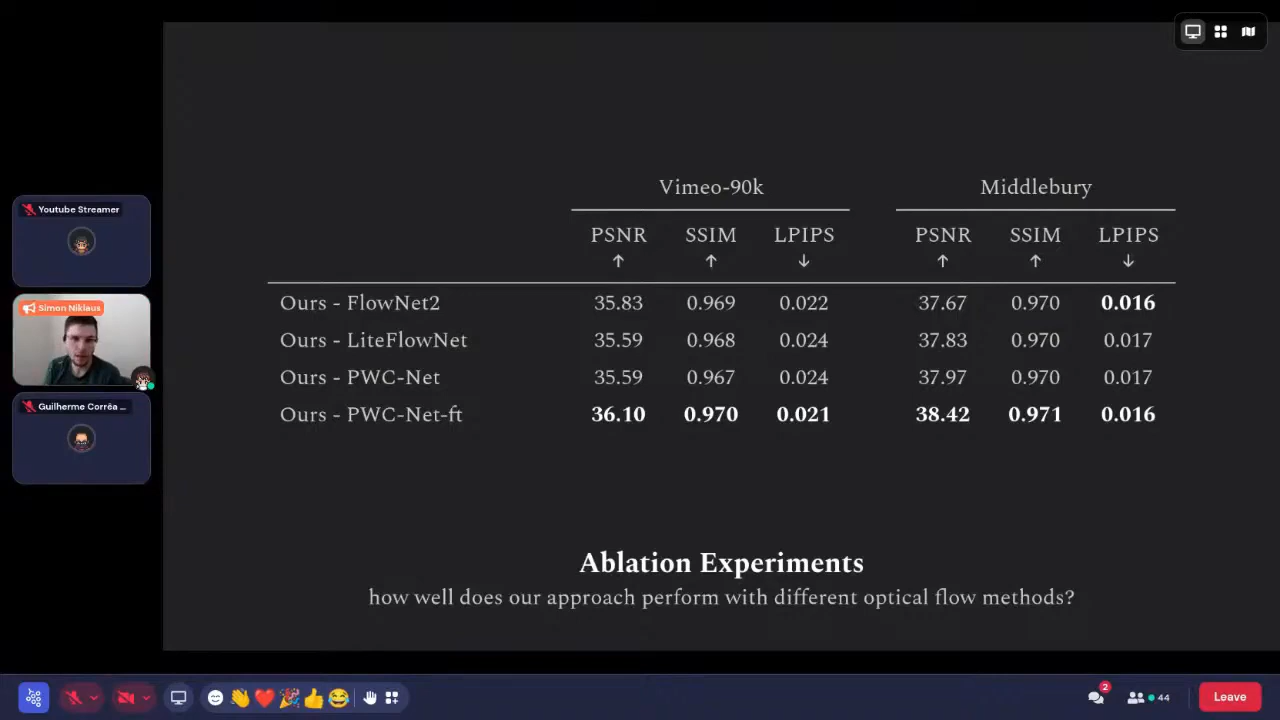 Youtube Streamer
Simon Niklaus
Guilherme Corrêa ...
Vimeo-90k Middlebury
PSNR SSIM LPIPS PSNR SSIM LPIPS
↑ ↑ ↓ ↑ ↑ ↓
Ours - FlowNet2 35.83 0.969 0.022 37.67 0.970 0.016
Ours - LiteFlowNet 35.59 0.968 0.024 37.83 0.970 0.017
Ours - PWC-Net 35.59 0.967 0.024 37.97 0.970 0.017
Ours - PWC-Net-ft 36.10 0.970 0.021 38.42 0.971 0.016
Ablation Experiments
how well does our approach perform with different optical flow methods?
2
44
Leave